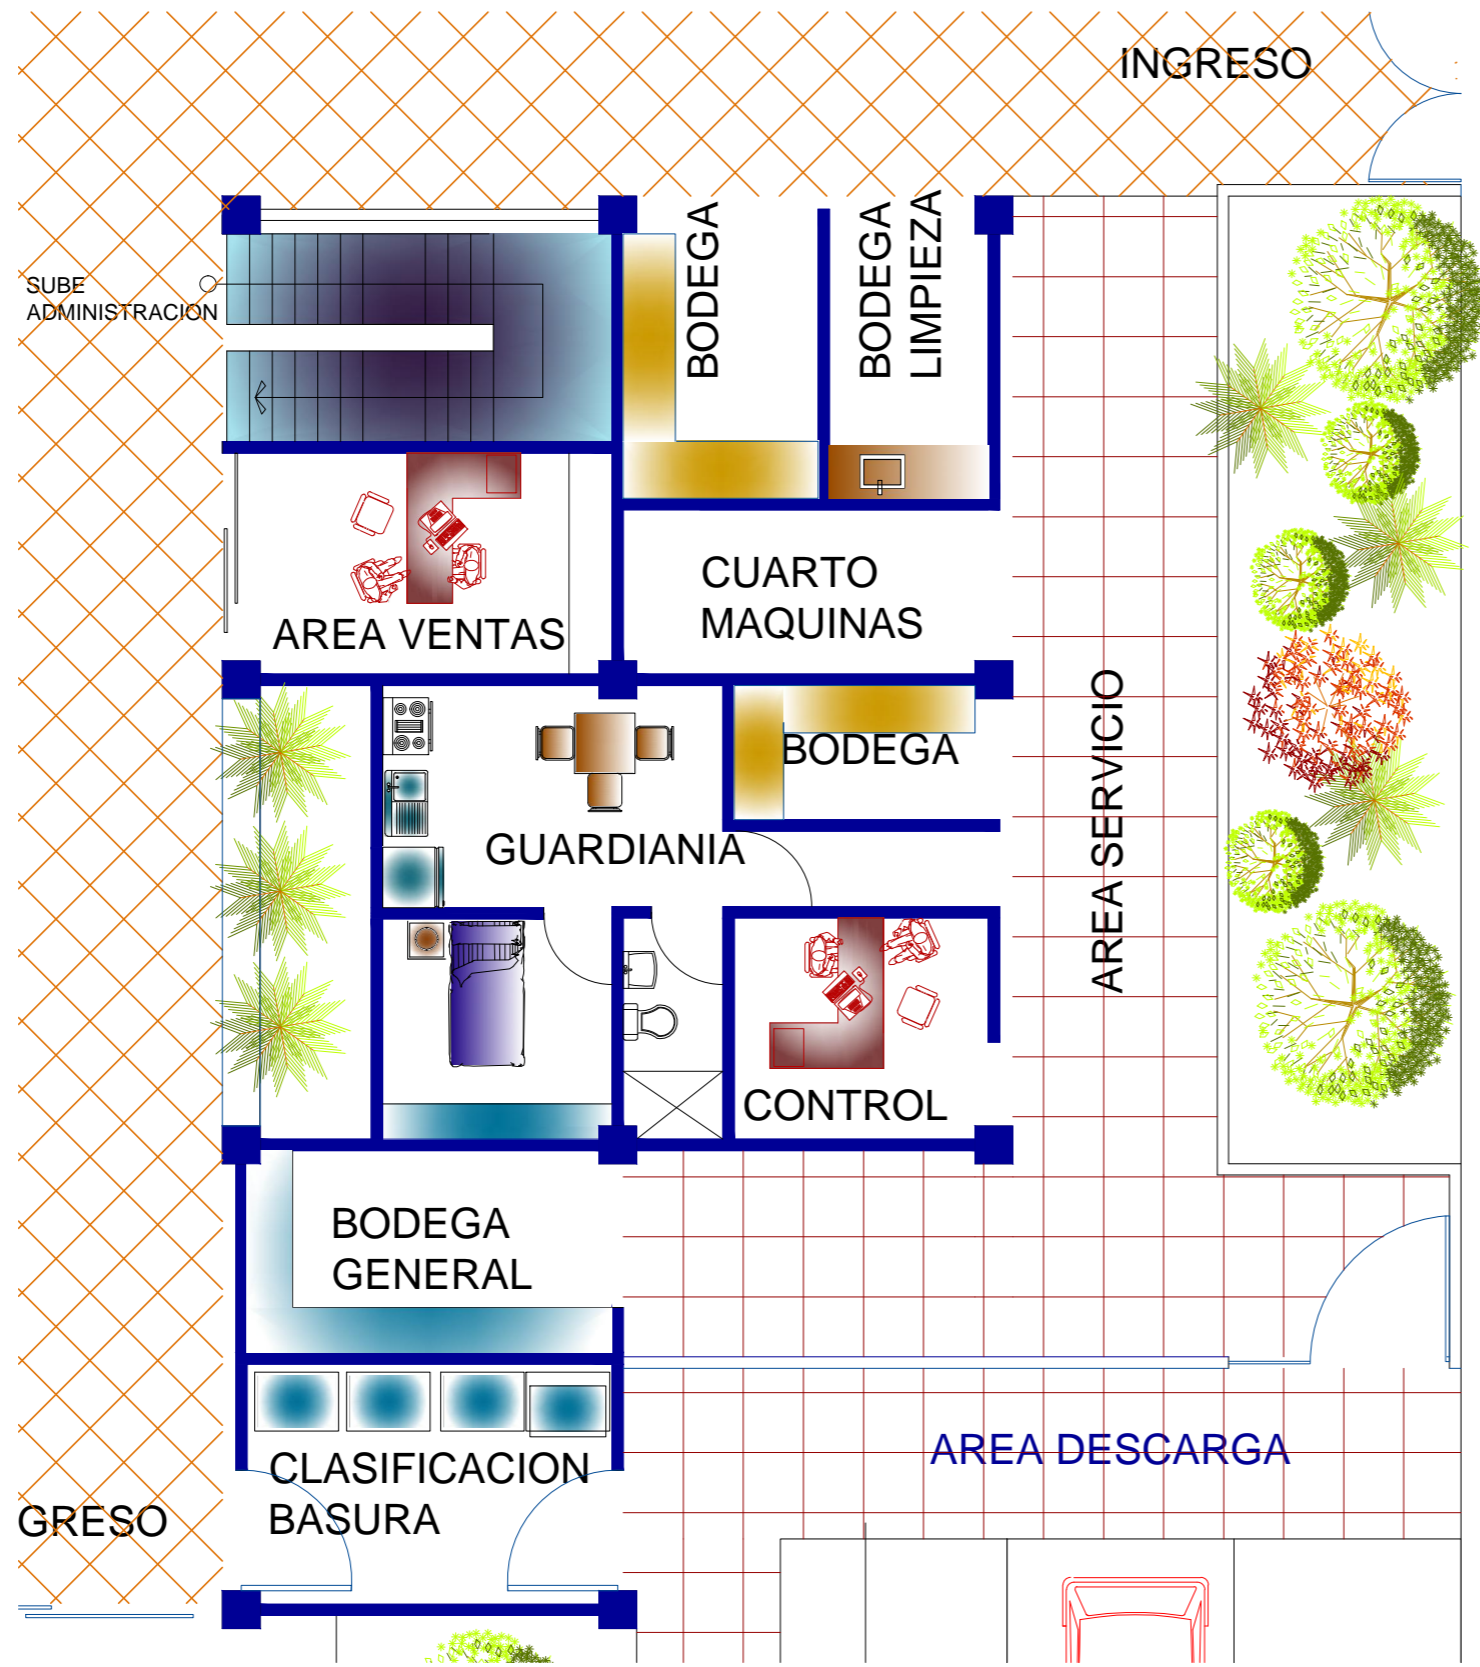 INGRESO
SUBE
ADMINISTRACION
BODEGA
BODEGA
LIMPIEZA
CUARTO
MAQUINAS
AREA VENTAS
BODEGA
GUARDIANIA
AREA SERVICIO
CONTROL
BODEGA
GENERAL
AREA DESCARGA
CLASIFICACION
BASURA
GRESO